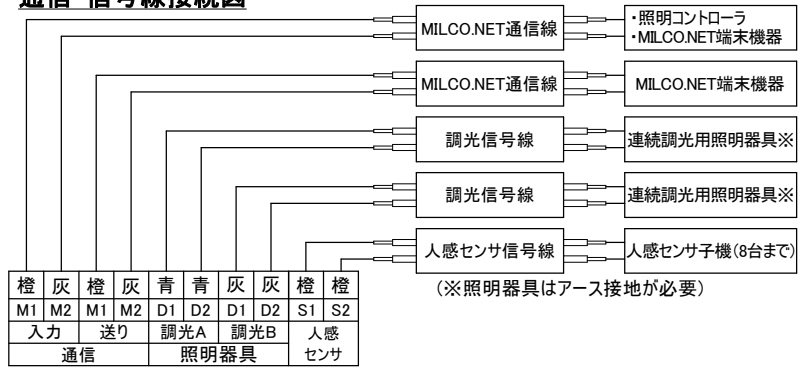 通信・信号線接続図
MILCO.NET通信線
・照明コントローラ
・MILCO.NET端末機器
MILCO.NET通信線
MILCO.NET端末機器
調光信号線
連続調光用照明器具※
調光信号線
連続調光用照明器具※
人感センサ信号線
人感センサ子機(8台まで)
(※照明器具はアース接地が必要)
橙 灰 橙 灰 青 青 灰 灰 橙 橙
M1 M2 M1 M2 D1 D2 D1 D2 S1 S2
入力 送り 調光A 調光B 人感
通信 照明器具 センサ